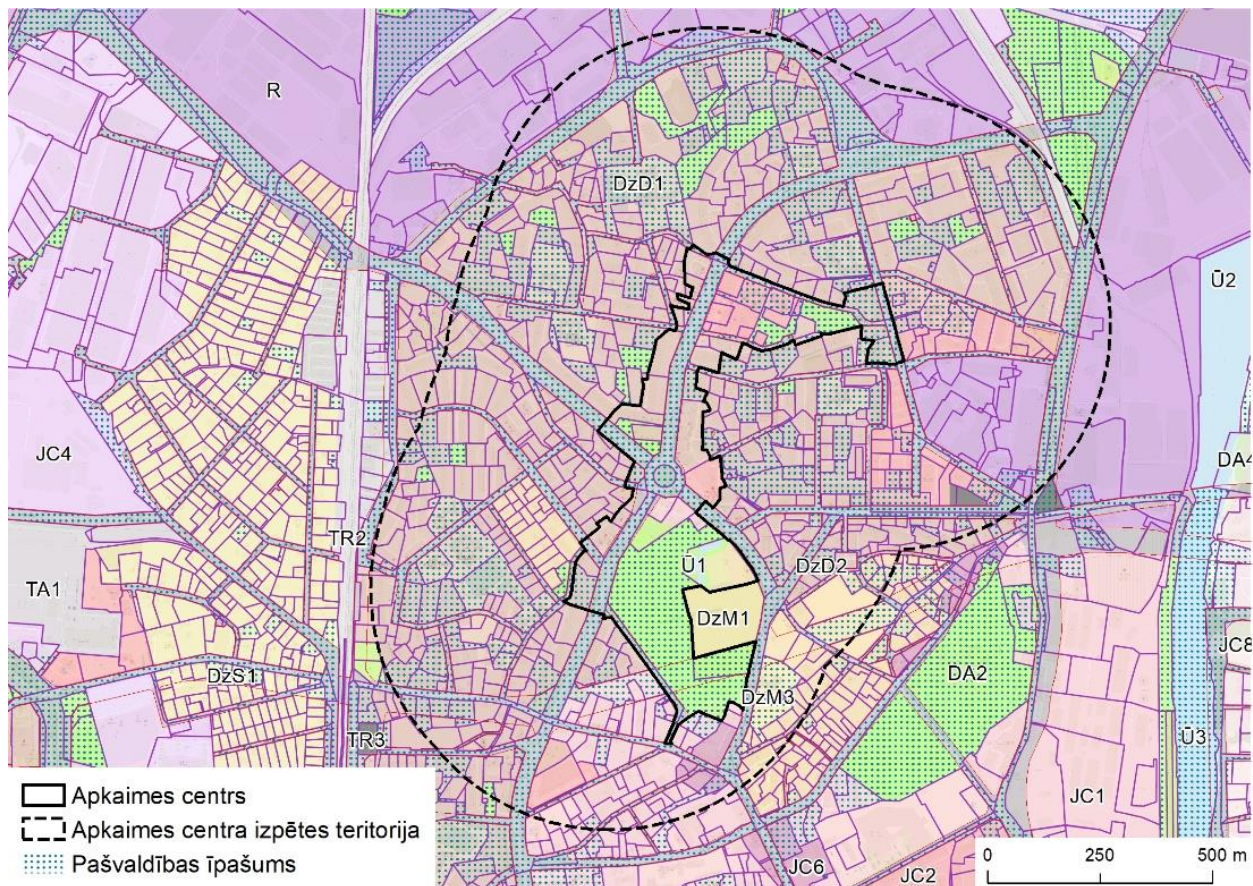 R
DzD1
Ū2
JC4
DA4
TR2
Ū1
DzD2
TA1
DzM1
JC8
DzS1
DA2
DzM3
TR3
Ū3
JC1
JC6
JC2
Apkaimes centrs
Apkaimes centra izpētes teritorija
Pašvaldības īpašums
0 250 500 m